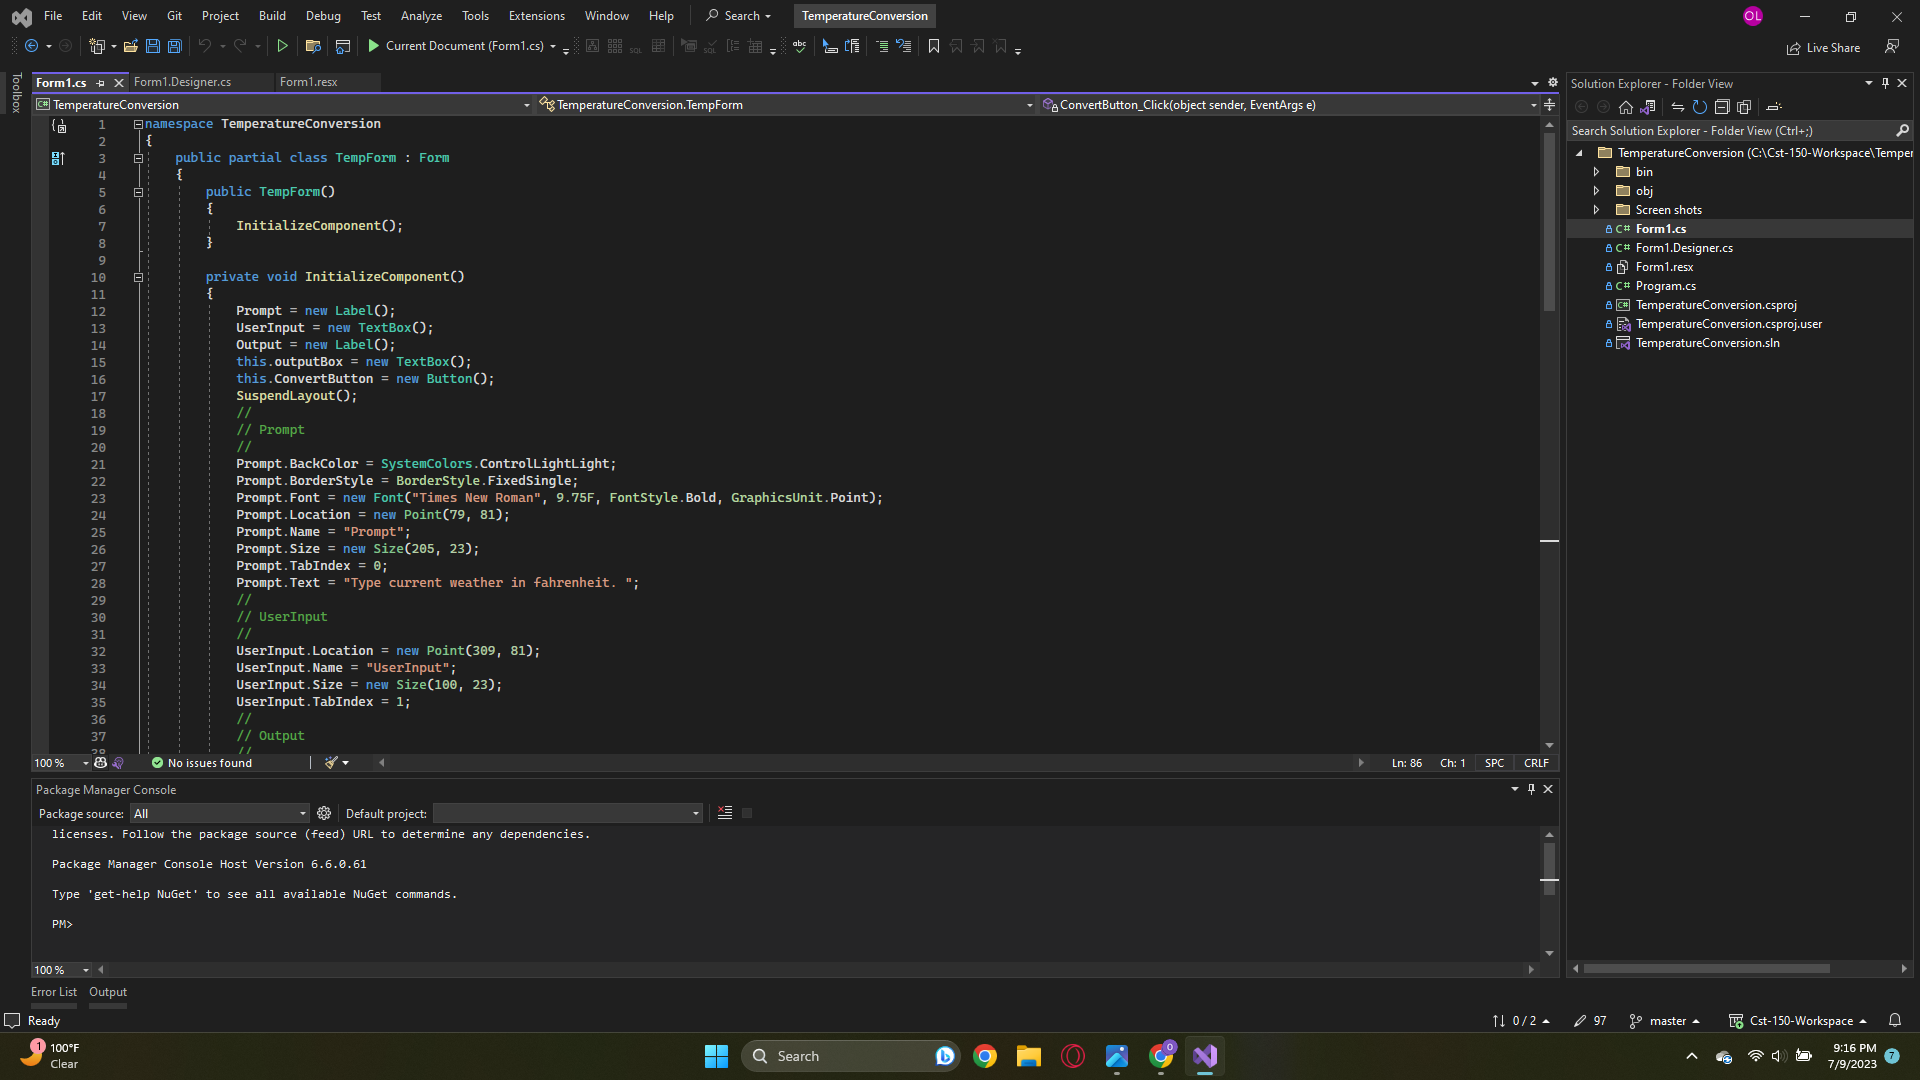 File Edit View Git Project Build Debug Test Analyze Tools Extensions Window Help Search TemperatureConversion OL
Current Document (Form1.cs) Live Share
Toolbox
Form1.cs Form1.Designer.cs Form1.resx
TemperatureConversion TemperatureConversion.TempForm ConvertButton_Click(object sender, EventArgs e)
1 namespace TemperatureConversion
2 {
3 public partial class TempForm : Form
4 {
5 public TempForm()
6 {
7 InitializeComponent();
8 }
9
10 private void InitializeComponent()
11 {
12 Prompt = new Label();
13 UserInput = new TextBox();
14 Output = new Label();
15 this.outputBox = new TextBox();
16 this.ConvertButton = new Button();
17 SuspendLayout();
18 //
19 // Prompt
20 //
21 Prompt.BackColor = SystemColors.ControlLightLight;
22 Prompt.BorderStyle = BorderStyle.FixedSingle;
23 Prompt.Font = new Font("Times New Roman", 9.75F, FontStyle.Bold, GraphicsUnit.Point);
24 Prompt.Location = new Point(79, 81);
25 Prompt.Name = "Prompt";
26 Prompt.Size = new Size(205, 23);
27 Prompt.TabIndex = 0;
28 Prompt.Text = "Type current weather in fahrenheit. ";
29 //
30 // UserInput
31 //
32 UserInput.Location = new Point(309, 81);
33 UserInput.Name = "UserInput";
34 UserInput.Size = new Size(100, 23);
35 UserInput.TabIndex = 1;
36 //
37 // Output
38 //
100 % No issues found Ln: 86 Ch: 1 SPC CRLF
Package Manager Console
Package source: All Default project:
licenses. Follow the package source (feed) URL to determine any dependencies.
Package Manager Console Host Version 6.6.0.61
Type 'get-help NuGet' to see all available NuGet commands.
PM>
100 %
Error List Output
Solution Explorer - Folder View
Search Solution Explorer - Folder View (Ctrl+;)
TemperatureConversion (C:\Cst-150-Workspace\Temper
bin
obj
Screen shots
C# Form1.cs
C# Form1.Designer.cs
Form1.resx
C# Program.cs
TemperatureConversion.csproj
TemperatureConversion.csproj.user
TemperatureConversion.sln
Ready 0 / 2 97 master Cst-150-Workspace
1 100°F
Clear
Search
0
9:16 PM
7/9/2023
7